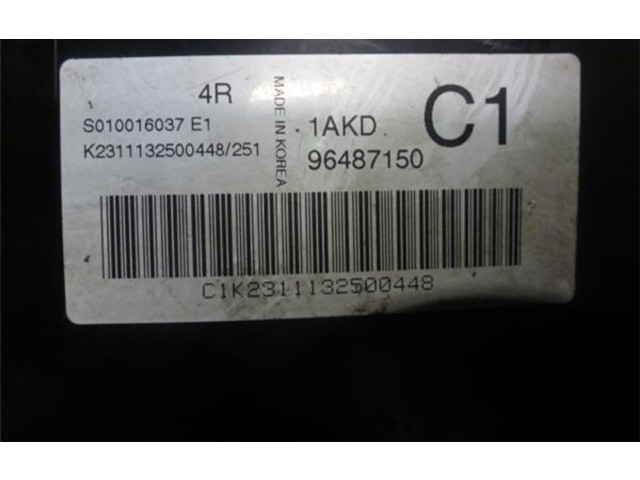 4R
S010016037 E1
K2311132500448/251
MADE IN KOREA
1AKD
96487150
C1
C1K2311132500448